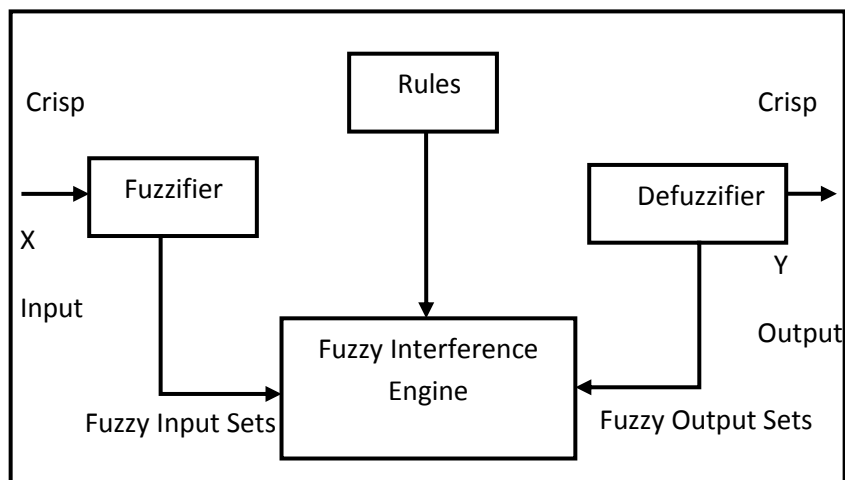 Rules
Crisp
Crisp
Fuzzifier
Defuzzifier
X
Y
Input
Output
Fuzzy Interference
Engine
Fuzzy Input Sets
Fuzzy Output Sets